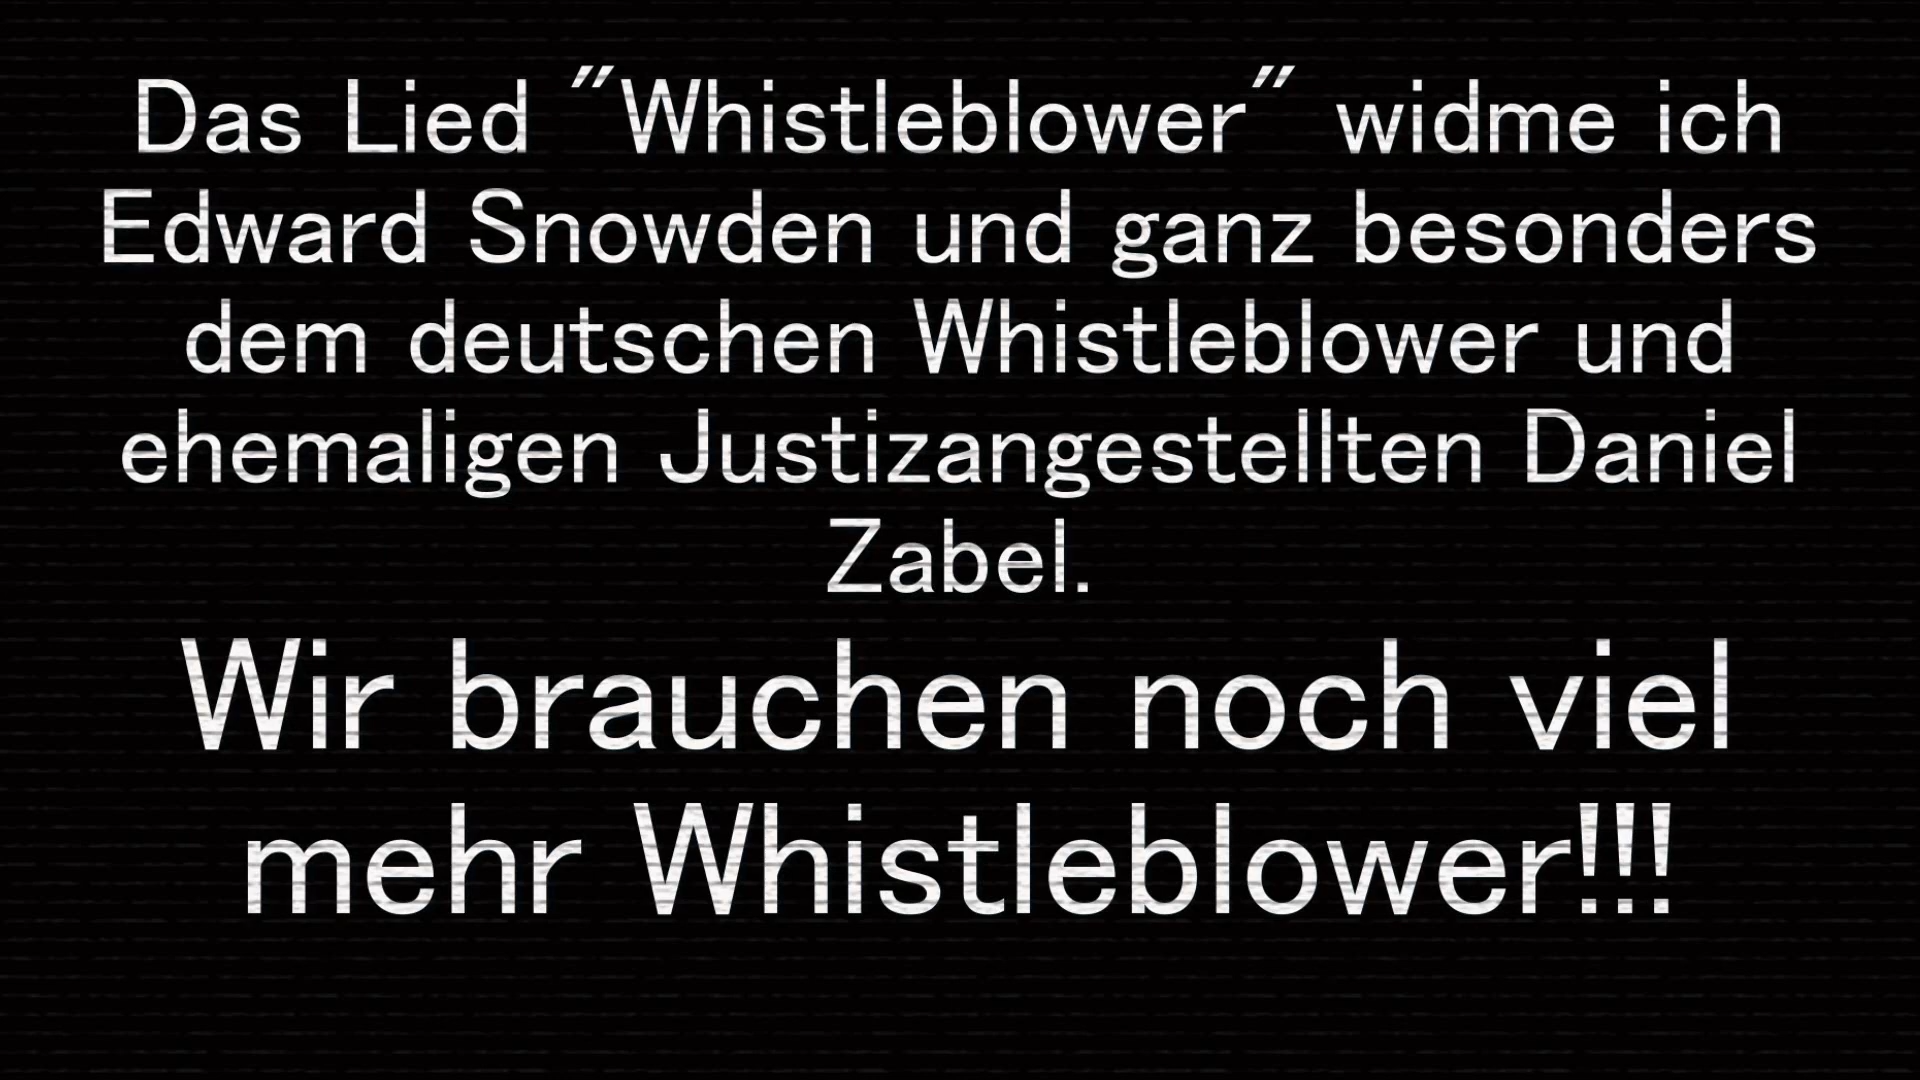 Das Lied "Whistleblower" widme ich
Edward Snowden und ganz besonders
dem deutschen Whistleblower und
ehemaligen Justizangestellten Daniel
Zabel.
Wir brauchen noch viel
mehr Whistleblower!!!